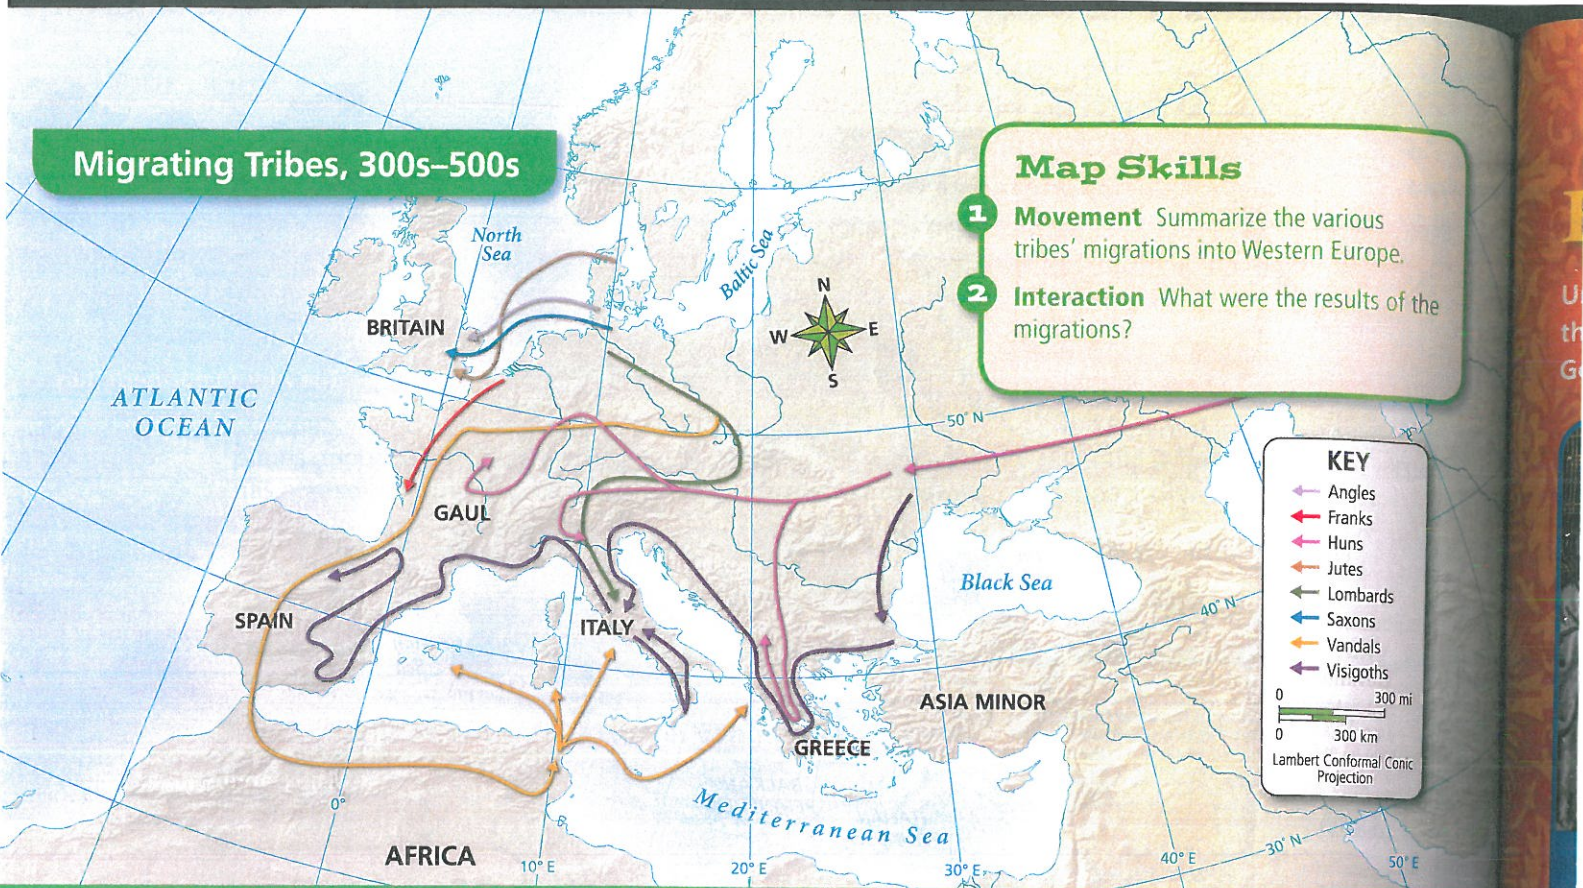 Migrating Tribes, 300s–500s
Map Skills
1 Movement Summarize the various
tribes' migrations into Western Europe.
2 Interaction What were the results of the
migrations?
North
Sea
Baltic Sea
N
W
E
S
BRITAIN
ATLANTIC
OCEAN
50° N
GAUL
Black Sea
40° N
SPAIN
ITALY
ASIA MINOR
GREECE
Mediterranean Sea
0°
AFRICA
10° E
20° E
30° E
40° E
30° N
50° E
KEY
Angles
Franks
Huns
Jutes
Lombards
Saxons
Vandals
Visigoths
0 300 mi
0 300 km
Lambert Conformal Conic
Projection